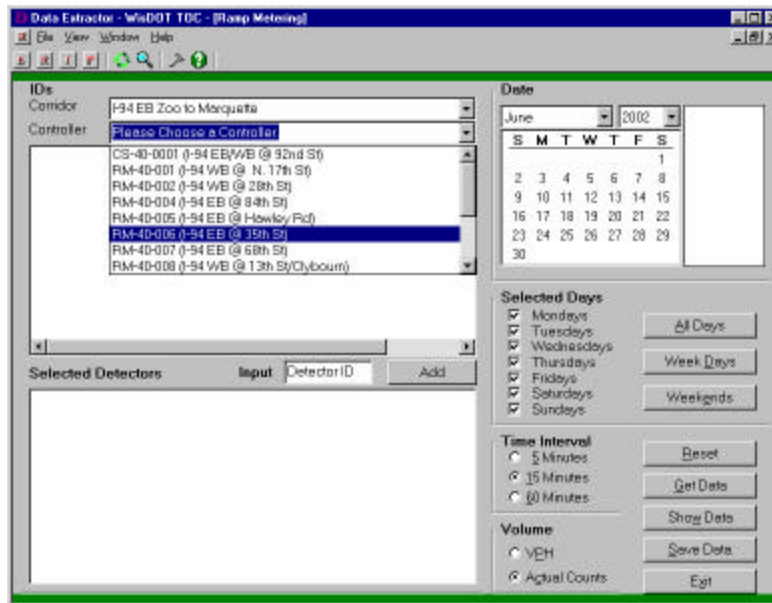 Data Extractor - WisDOT TOC - [Ramp Metering]
File View Window Help
IDs
Corridor I-94 EB Zoo to Marquette
Controller Please Choose a Controller
CS-40-0001 (I-94 EB/WB @ 92nd St)
RM-40-001 (I-94 WB @ N. 17th St)
RM-40-002 (I-94 WB @ 28th St)
RM-40-004 (I-94 EB @ 84th St)
RM-40-005 (I-94 EB @ Hawley Rd)
RM-40-006 (I-94 EB @ 35th St)
RM-40-007 (I-94 EB @ 68th St)
RM-40-008 (I-94 WB @ 13th St/Clybourn)
Selected Detectors Input DetectorID Add
Date
June 2002
S M T W T F S
1
2 3 4 5 6 7 8
9 10 11 12 13 14 15
16 17 18 19 20 21 22
23 24 25 26 27 28 29
30
Selected Days
Mondays
Tuesdays
Wednesdays
Thursdays
Fridays
Saturdays
Sundays
All Days
Week Days
Weekends
Time Interval
5 Minutes
15 Minutes
60 Minutes
Volume
VPH
Actual Counts
Reset
Get Data
Show Data
Save Data
Exit